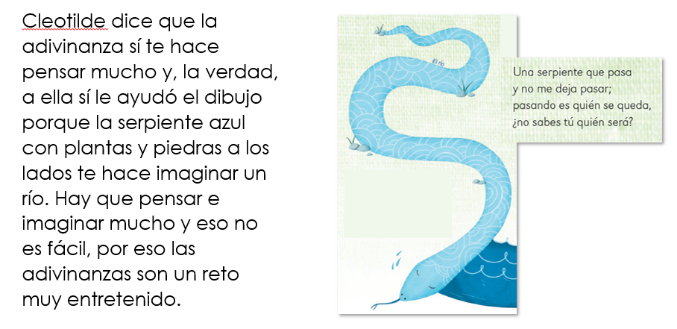 Cleotilde dice que la
adivinanza sí te hace
pensar mucho y, la verdad,
a ella sí le ayudó el dibujo
porque la serpiente azul
con plantas y piedras a los
lados te hace imaginar un
río. Hay que pensar e
imaginar mucho y eso no
es fácil, por eso las
adivinanzas son un reto
muy entretenido.
Una serpiente que pasa
y no me deja pasar;
pasando es quién se queda,
¿no sabes tú quién será?